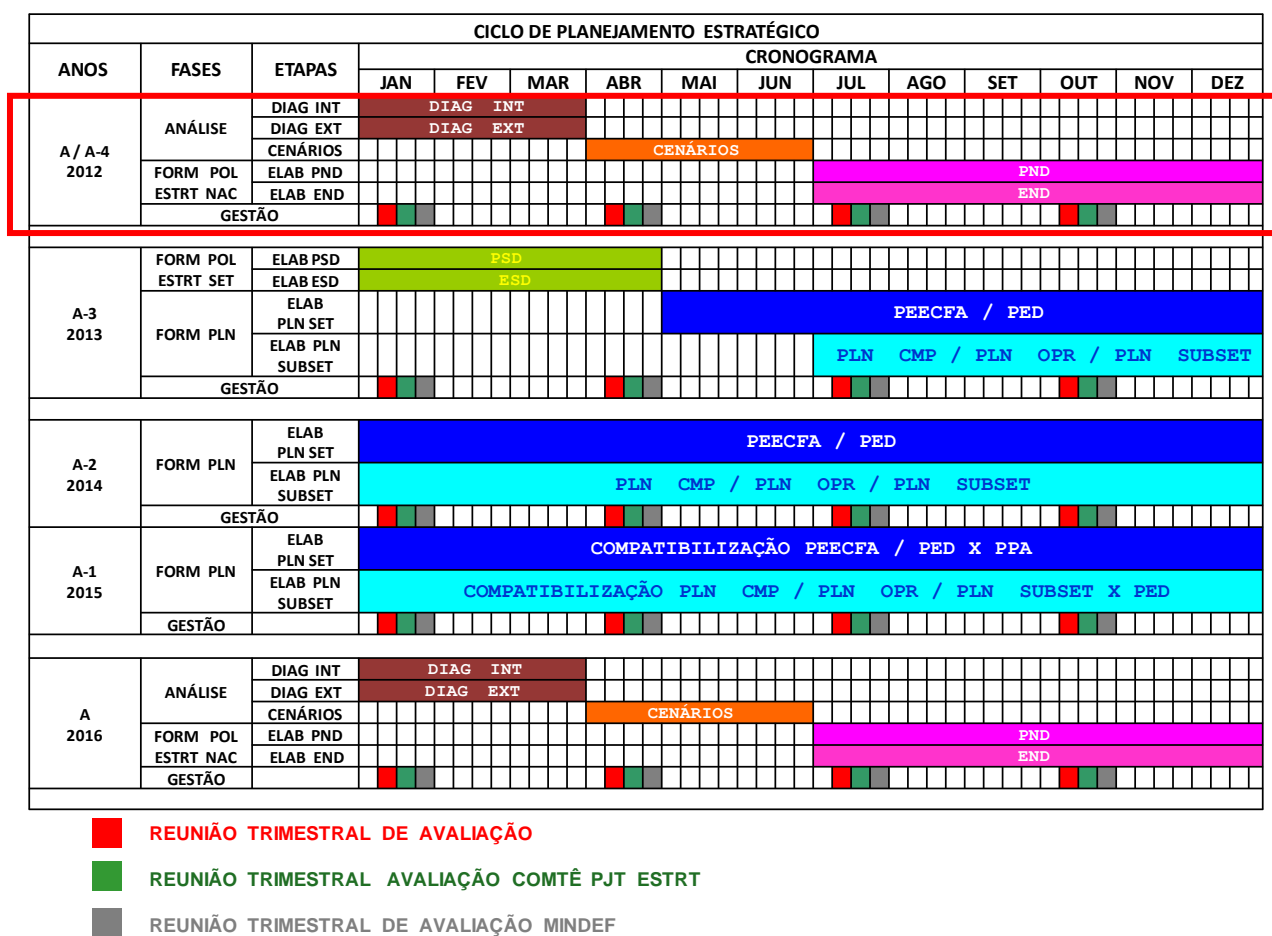 CICLO DE PLANEJAMENTO ESTRATÉGICO
ANOS FASES ETAPAS CRONOGRAMA
JAN FEV MAR ABR MAI JUN JUL AGO SET OUT NOV DEZ
A / A-4
2012
ANÁLISE
DIAG INT DIAG INT
DIAG EXT DIAG EXT
CENÁRIOS CENÁRIOS
FORM POL
ESTRT NAC
ELAB PND PND
ELAB END END
GESTÃO
A-3
2013
FORM POL
ESTRT SET
ELAB PSD PSD
ELAB ESD ESD
FORM PLN
ELAB
PLN SET
PEECFA / PED
ELAB PLN
SUBSET
PLN CMP / PLN OPR / PLN SUBSET
GESTÃO
A-2
2014
FORM PLN
ELAB
PLN SET
PEECFA / PED
ELAB PLN
SUBSET
PLN CMP / PLN OPR / PLN SUBSET
GESTÃO
A-1
2015
FORM PLN
ELAB
PLN SET
COMPATIBILIZAÇÃO PEECFA / PED X PPA
ELAB PLN
SUBSET
COMPATIBILIZAÇÃO PLN CMP / PLN OPR / PLN SUBSET X PED
GESTÃO
A
2016
ANÁLISE
DIAG INT DIAG INT
DIAG EXT DIAG EXT
CENÁRIOS CENÁRIOS
FORM POL
ESTRT NAC
ELAB PND PND
ELAB END END
GESTÃO
REUNIÃO TRIMESTRAL DE AVALIAÇÃO
REUNIÃO TRIMESTRAL AVALIAÇÃO COMTÊ PJT ESTRT
REUNIÃO TRIMESTRAL DE AVALIAÇÃO MINDEF